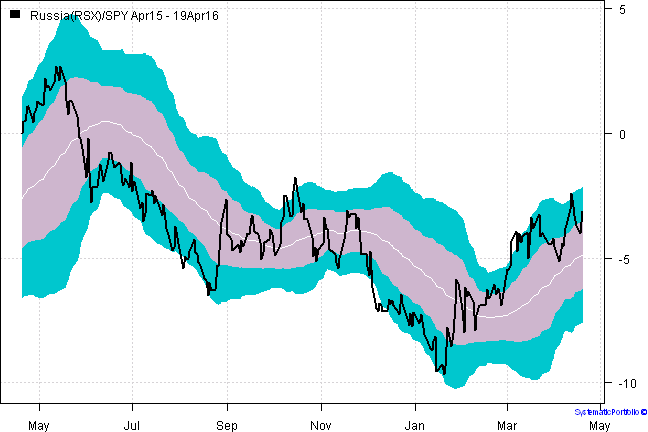 Russia(RSX)/SPY Apr15 - 19Apr16
5
0
-5
-10
SystematicPortfolio ©
May Jul Sep Nov Jan Mar May